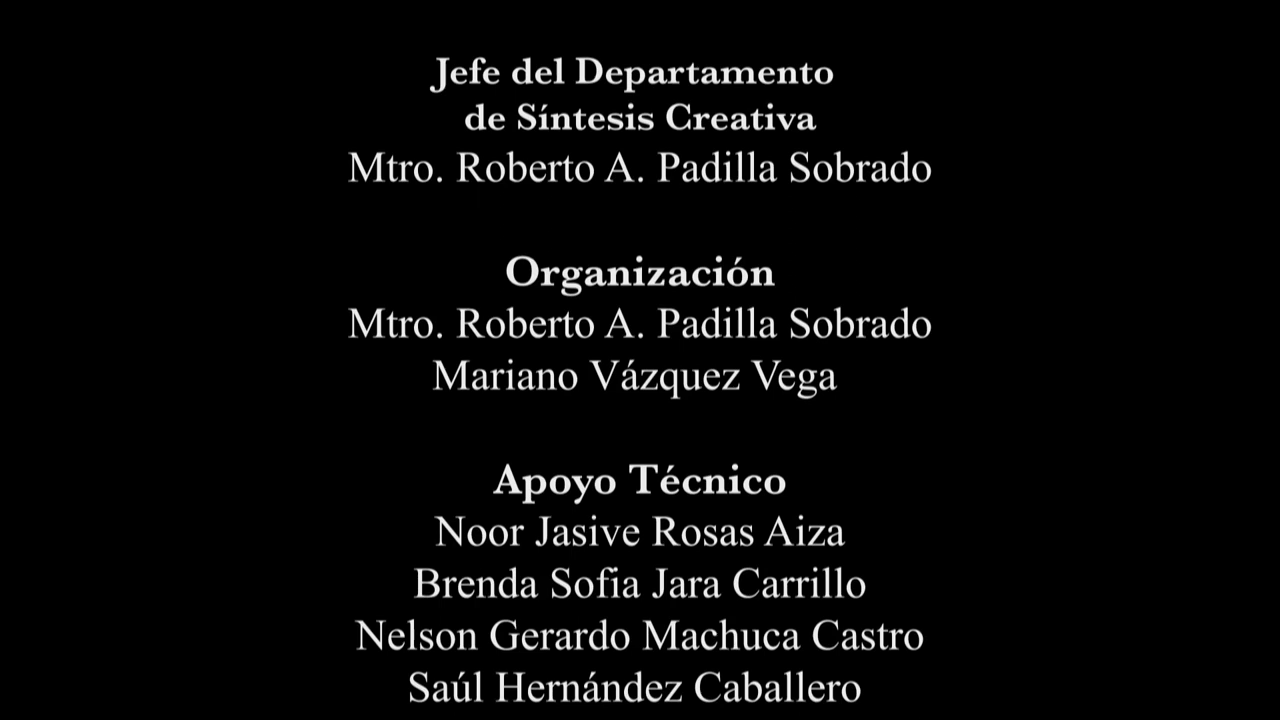 Jefe del Departamento
de Síntesis Creativa
Mtro. Roberto A. Padilla Sobrado
Organización
Mtro. Roberto A. Padilla Sobrado
Mariano Vázquez Vega
Apoyo Técnico
Noor Jasive Rosas Aiza
Brenda Sofia Jara Carrillo
Nelson Gerardo Machuca Castro
Saúl Hernández Caballero